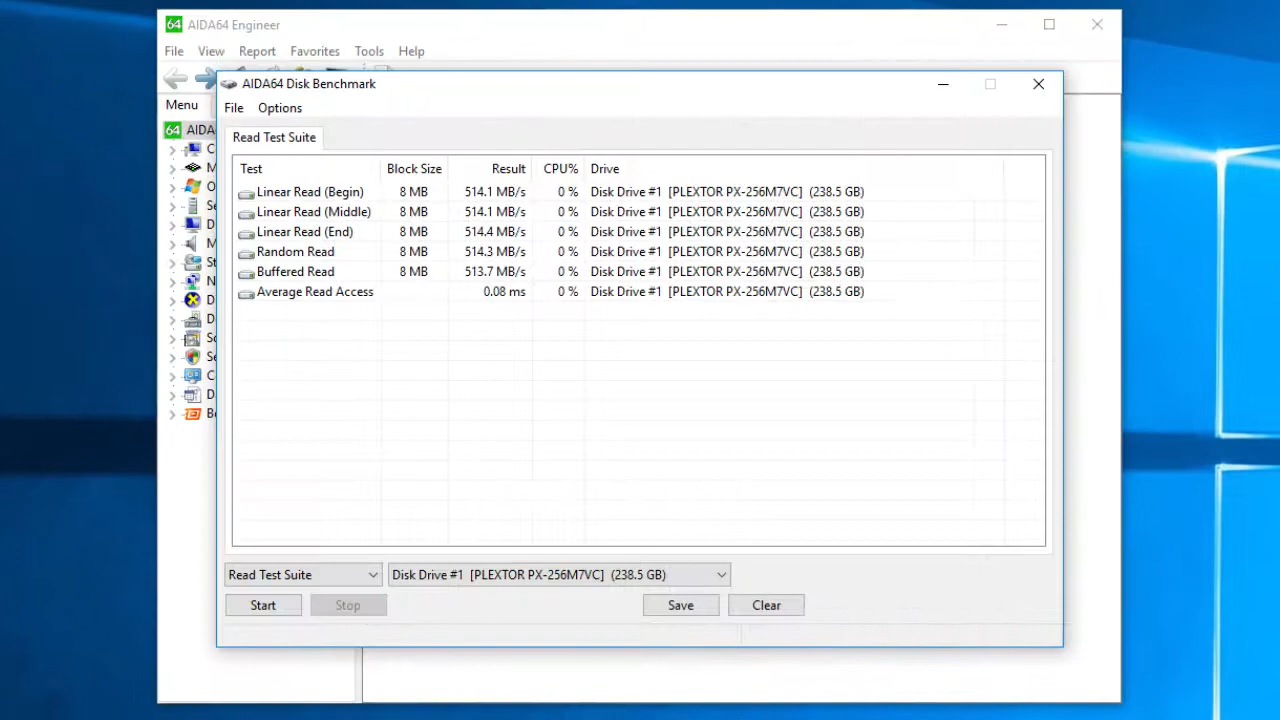 64 AIDA64 Engineer
File View Report Favorites Tools Help
Menu
64 AIDA
AIDA64 Disk Benchmark
File Options
Read Test Suite
Test Block Size Result CPU% Drive
Linear Read (Begin) 8 MB 514.1 MB/s 0 % Disk Drive #1 [PLEXTOR PX-256M7VC] (238.5 GB)
Linear Read (Middle) 8 MB 514.1 MB/s 0 % Disk Drive #1 [PLEXTOR PX-256M7VC] (238.5 GB)
Linear Read (End) 8 MB 514.4 MB/s 0 % Disk Drive #1 [PLEXTOR PX-256M7VC] (238.5 GB)
Random Read 8 MB 514.3 MB/s 0 % Disk Drive #1 [PLEXTOR PX-256M7VC] (238.5 GB)
Buffered Read 8 MB 513.7 MB/s 0 % Disk Drive #1 [PLEXTOR PX-256M7VC] (238.5 GB)
Average Read Access 0.08 ms 0 % Disk Drive #1 [PLEXTOR PX-256M7VC] (238.5 GB)
Read Test Suite Disk Drive #1 [PLEXTOR PX-256M7VC] (238.5 GB)
Start Stop Save Clear